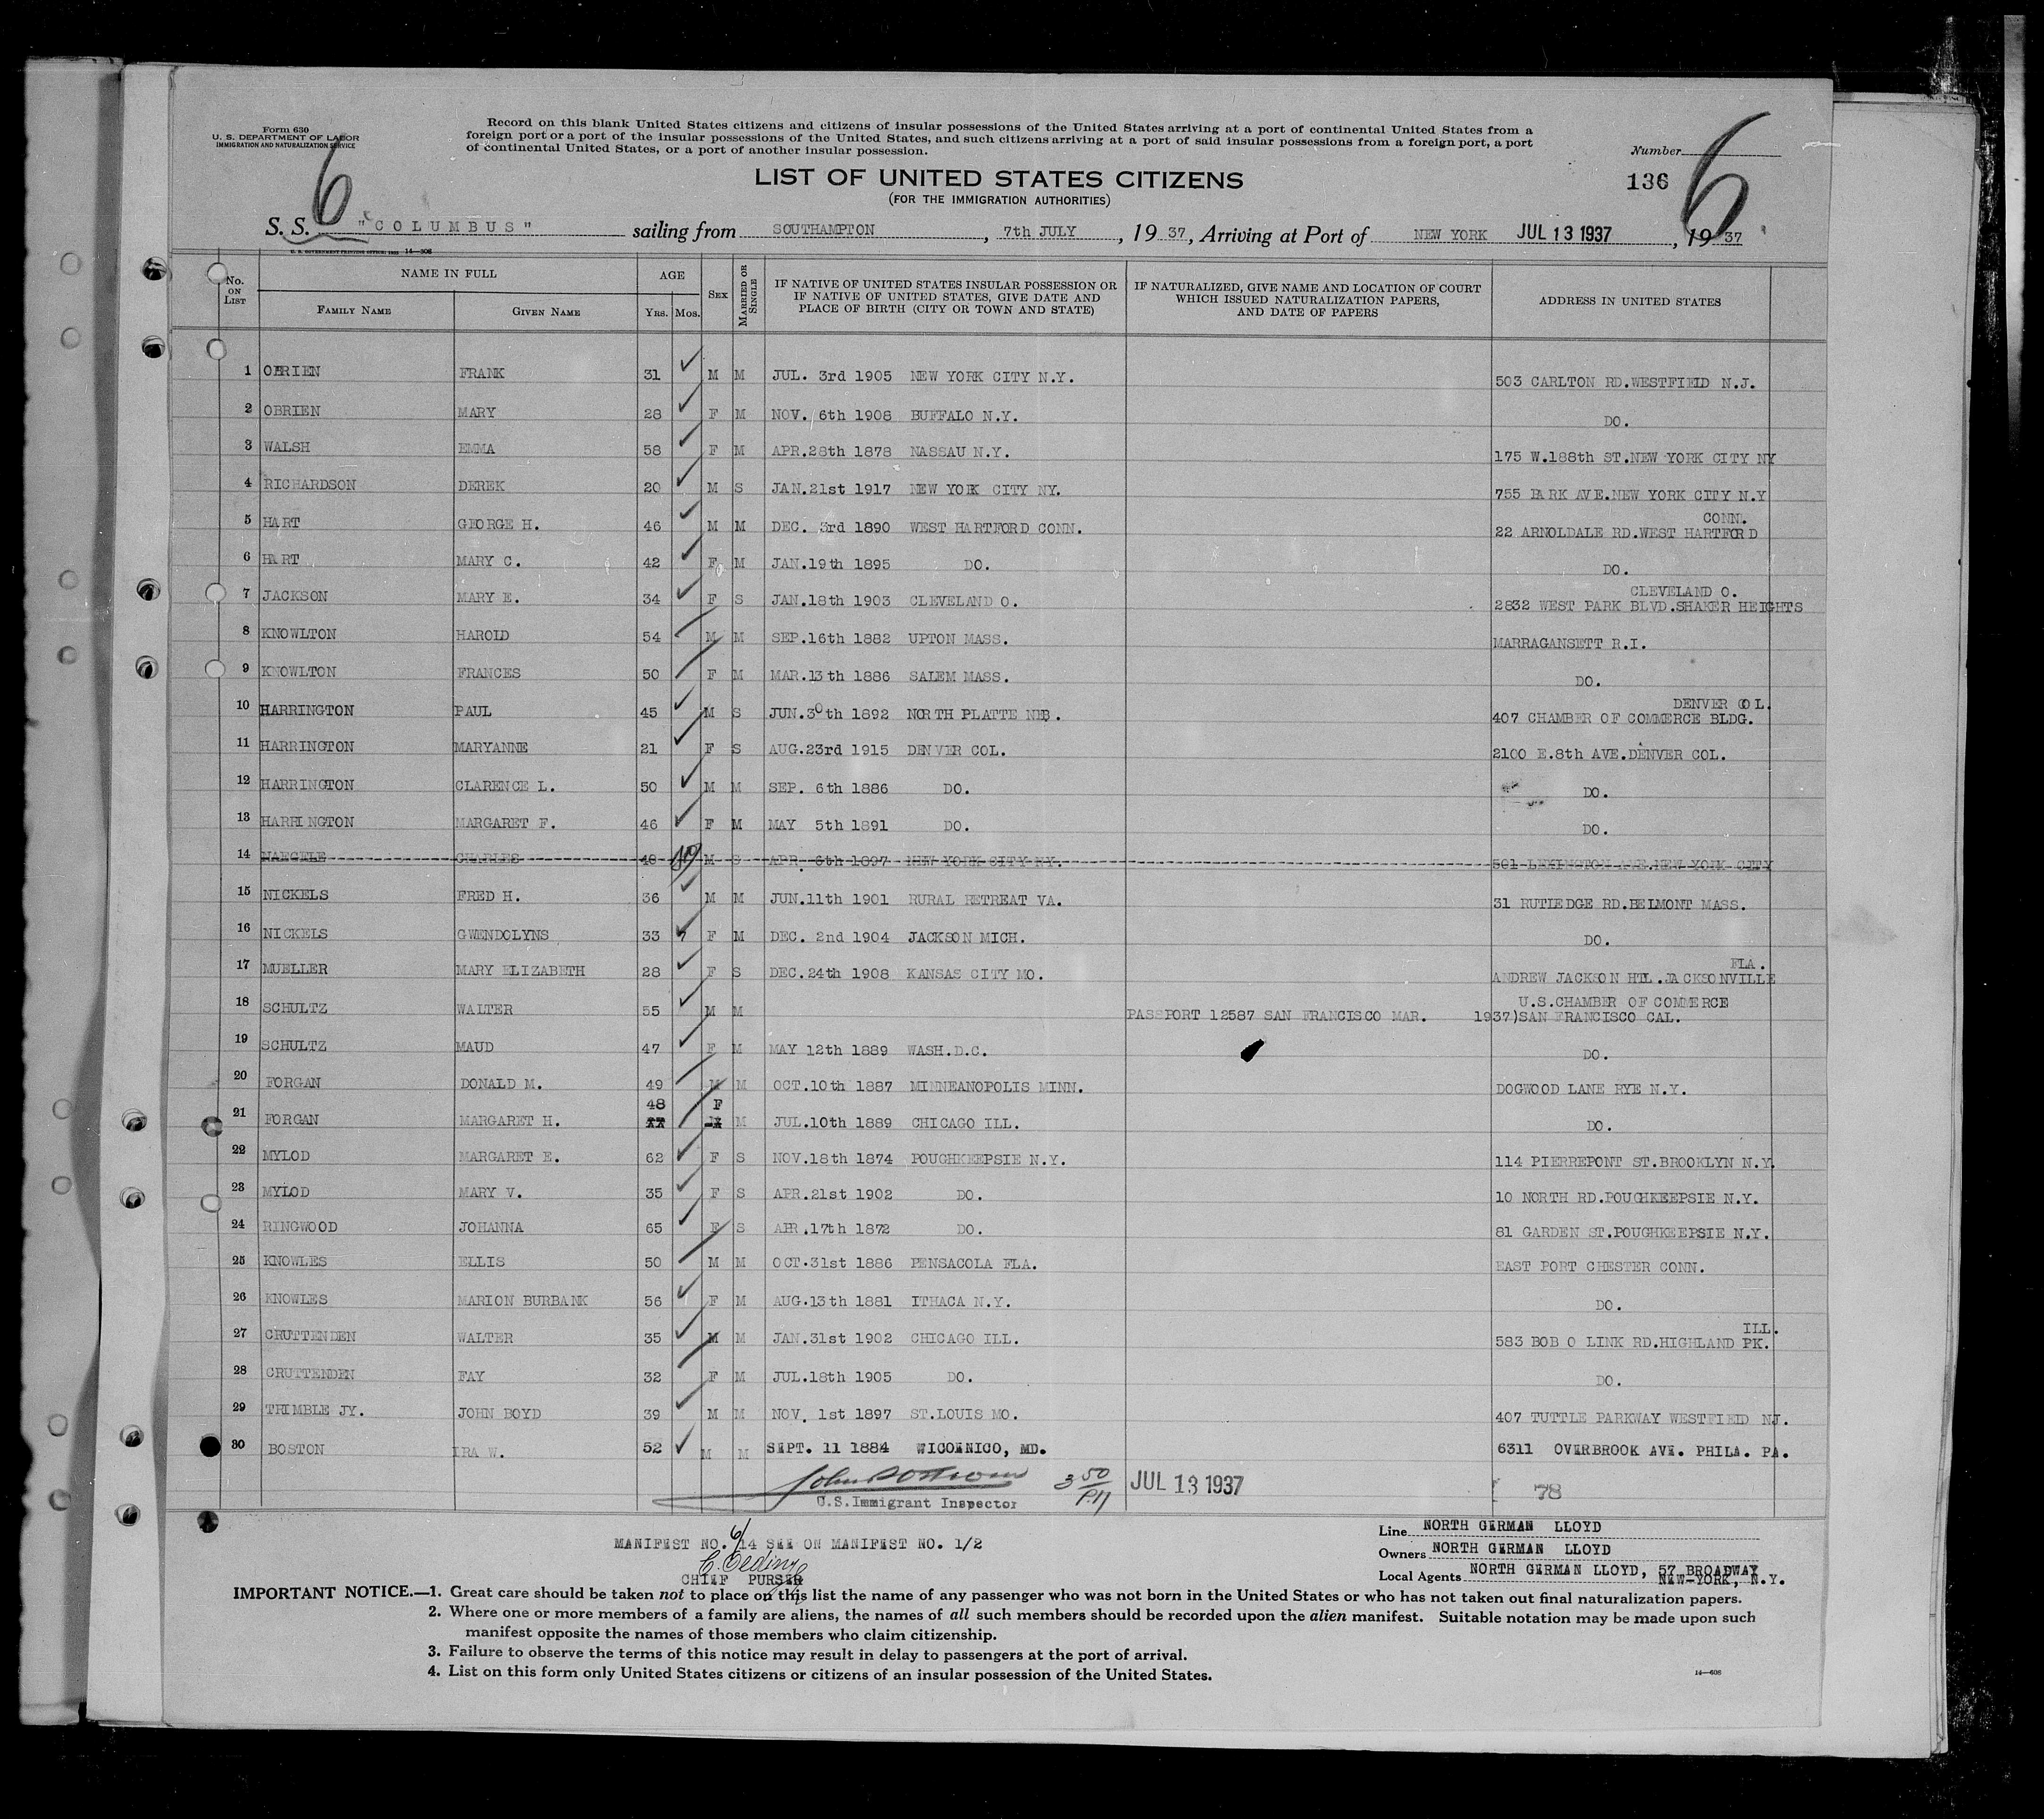 Form 630
U. S. DEPARTMENT OF LABOR
IMMIGRATION AND NATURALIZATION SERVICE
Record on this blank United States citizens and citizens of insular possessions of the United States arriving at a port of continental United States from a
foreign port or a port of the insular possessions of the United States, and such citizens arriving at a port of said insular possessions from a foreign port, a port
of continental United States, or a port of another insular possession.
Number
6
136
6
LIST OF UNITED STATES CITIZENS
(FOR THE IMMIGRATION AUTHORITIES)
S. S. "COLUMBUS" sailing from SOUTHAMPTON, 7th JULY, 19 37, Arriving at Port of NEW YORK JUL 13 1937, 19 37
U. S. GOVERNMENT PRINTING OFFICE: 14-608
No. ON LIST NAME IN FULL AGE SEX MARRIED OR SINGLE IF NATIVE OF UNITED STATES INSULAR POSSESSION OR IF NATIVE OF UNITED STATES, GIVE DATE AND PLACE OF BIRTH (CITY OR TOWN AND STATE) IF NATURALIZED, GIVE NAME AND LOCATION OF COURT WHICH ISSUED NATURALIZATION PAPERS, AND DATE OF PAPERS ADDRESS IN UNITED STATES
FAMILY NAME GIVEN NAME YRS. MOS.
1 OBRIEN FRANK 31 M M JUL. 3rd 1905 NEW YORK CITY N.Y. 503 CARLTON RD.WESTFIELD N.J.
2 OBRIEN MARY 28 F M NOV. 6th 1908 BUFFALO N.Y. DO.
3 WALSH EMMA 58 F M APR.28th 1878 NASSAU N.Y. 175 W.188th ST.NEW YORK CITY NY
4 RICHARDSON DEREK 20 M S JAN.21st 1917 NEW YORK CITY NY. 755 PARK AVE.NEW YORK CITY N.Y
5 HART GEORGE H. 46 M M DEC. 3rd 1890 WEST HARTFORD CONN. CONN.
22 ARNOLDALE RD.WEST HARTFORD
6 HART MARY C. 42 F M JAN.19th 1895 DO. DO.
7 JACKSON MARY E. 34 F S JAN.18th 1903 CLEVELAND O. CLEVELAND O.
2832 WEST PARK BLVD.SHAKER HEIGHTS
8 KNOWLTON HAROLD 54 M M SEP.16th 1882 UPTON MASS. MARRAGANSETT R.I.
9 KNOWLTON FRANCES 50 F M MAR.13th 1886 SALEM MASS. DO.
10 HARRINGTON PAUL 45 M S JUN.30th 1892 NORTH PLATTE NEB. DENVER COL.
407 CHAMBER OF COMMERCE BLDG.
11 HARRINGTON MARYANNE 21 F S AUG.23rd 1915 DENVER COL. 2100 E.8th AVE.DENVER COL.
12 HARRINGTON CLARENCE L. 50 M M SEP. 6th 1886 DO. DO.
13 HARRINGTON MARGARET F. 46 F M MAY 5th 1891 DO. DO.
14 NAEGELE CHARLES 40 M S APR. 6th 1897 NEW YORK CITY NY. 501 LEXINGTON AVE.NEW YORK CITY
15 NICKELS FRED H. 36 M M JUN.11th 1901 RURAL RETREAT VA. 31 RUTLEDGE RD.BELMONT MASS.
16 NICKELS GWENDOLYNS 33 7 F M DEC. 2nd 1904 JACKSON MICH. DO.
17 MUELLER MARY ELIZABETH 28 F S DEC.24th 1908 KANSAS CITY MO. FLA.
ANDREW JACKSON HTL.JACKSONVILLE
18 SCHULTZ WALTER 55 M M PASSPORT 12587 SAN FRANCISCO MAR. 1937) U.S.CHAMBER OF COMMERCE
SAN FRANCISCO CAL.
19 SCHULTZ MAUD 47 F M MAY 12th 1889 WASH.D.C. DO.
20 FORGAN DONALD M. 49 M M OCT.10th 1887 MINNEANOPOLIS MINN. DOGWOOD LANE RYE N.Y.
21 FORGAN MARGARET H. 48 F M JUL.10th 1889 CHICAGO ILL. DO.
22 MYLOD MARGARET E. 62 F S NOV.18th 1874 POUGHKEEPSIE N.Y. 114 PIERREPONT ST.BROOKLYN N.Y.
23 MYLOD MARY V. 35 F S APR.21st 1902 DO. 10 NORTH RD.POUGHKEEPSIE N.Y.
24 RINGWOOD JOHANNA 65 F S APR.17th 1872 DO. 81 GARDEN ST.POUGHKEEPSIE N.Y.
25 KNOWLES ELLIS 50 M M OCT.31st 1886 PENSACOLA FLA. EAST PORT CHESTER CONN.
26 KNOWLES MARION BURBANK 56 F M AUG.13th 1881 ITHACA N.Y. DO.
27 CRUTTENDEN WALTER 35 M M JAN.31st 1902 CHICAGO ILL. ILL.
583 BOB O LINK RD.HIGHLAND PK.
28 CRUTTENDEN FAY 32 F M JUL.18th 1905 DO. DO.
29 TRIMBLE JY. JOHN BOYD 39 M M NOV. 1st 1897 ST.LOUIS MO. 407 TUTTLE PARKWAY WESTFIELD NJ.
30 BOSTON IRA W. 52 M M SEPT. 11 1884 WICOENICO, MD. 6311 OVERBROOK AVE. PHILA. PA.
3 50/P.M JUL 13 1937 78
U.S.Immigrant Inspector
MANIFEST NO. 6/14 SEE ON MANIFEST NO. 1/2
CHIEF PURSER
Line NORTH GERMAN LLOYD
Owners NORTH GERMAN LLOYD
Local Agents NORTH GERMAN LLOYD, 57 BROADWAY
NEW-YORK, N.Y.
IMPORTANT NOTICE.—1. Great care should be taken not to place on this list the name of any passenger who was not born in the United States or who has not taken out final naturalization papers.
2. Where one or more members of a family are aliens, the names of all such members should be recorded upon the alien manifest. Suitable notation may be made upon such
manifest opposite the names of those members who claim citizenship.
3. Failure to observe the terms of this notice may result in delay to passengers at the port of arrival.
4. List on this form only United States citizens or citizens of an insular possession of the United States.
14—608